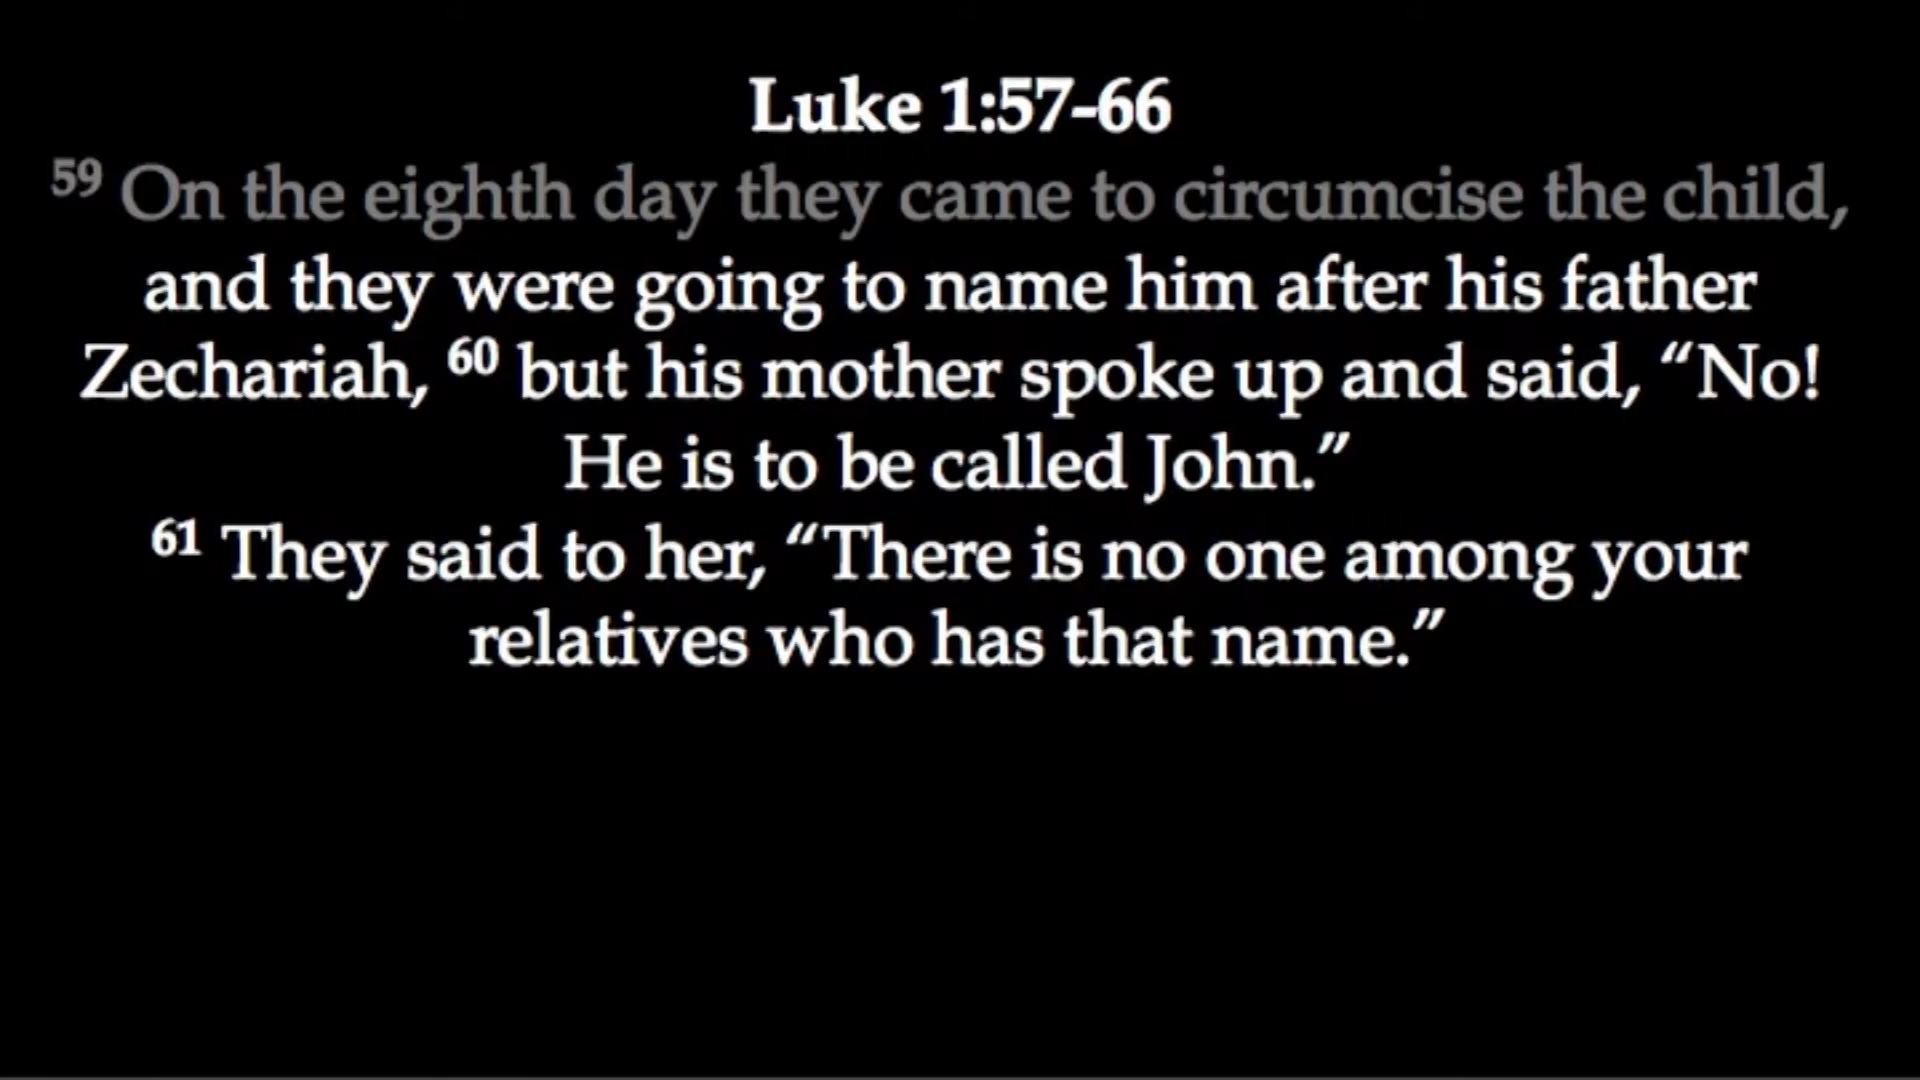 Luke 1:57-66
59 On the eighth day they came to circumcise the child,
and they were going to name him after his father
Zechariah, 60 but his mother spoke up and said, “No!
He is to be called John.”
61 They said to her, “There is no one among your
relatives who has that name.”